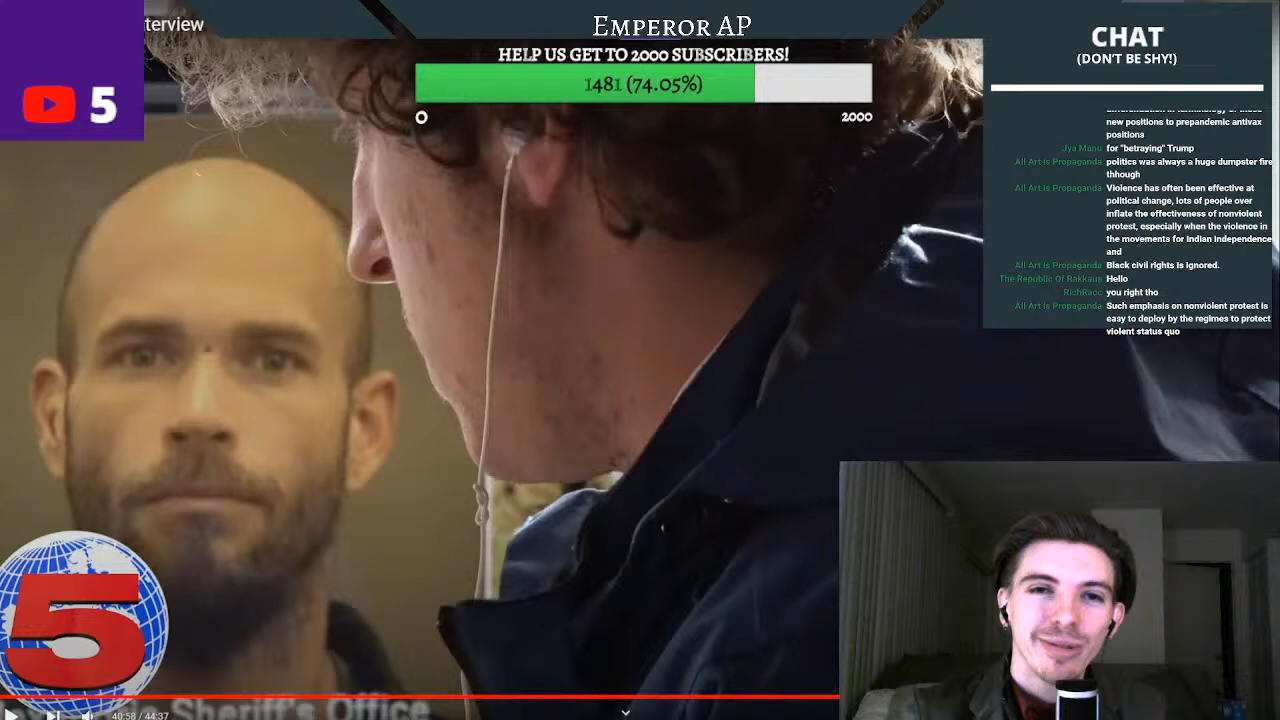 nterview
EMPEROR AP
HELP US GET TO 2000 SUBSCRIBERS!
1481 (74.05%)
0
2000
5
CHAT
(DON'T BE SHY!)
new positions to prepandemic antivax
positions
Jya Manu for "betraying" Trump
All Art is Propaganda politics was always a huge dumpster fire
thhough
All Art is Propaganda Violence has often been effective at
political change, lots of people over
inflate the effectiveness of nonviolent
protest, especially when the violence in
the movements for Indian Independence
and
All Art is Propaganda Black civil rights is ignored.
The Republic Of Rakkaus Hello
RichRacc you right tho
All Art is Propaganda Such emphasis on nonviolent protest is
easy to deploy by the regimes to protect
violent status quo
5
Sheriff's Office
40:58 / 44:37